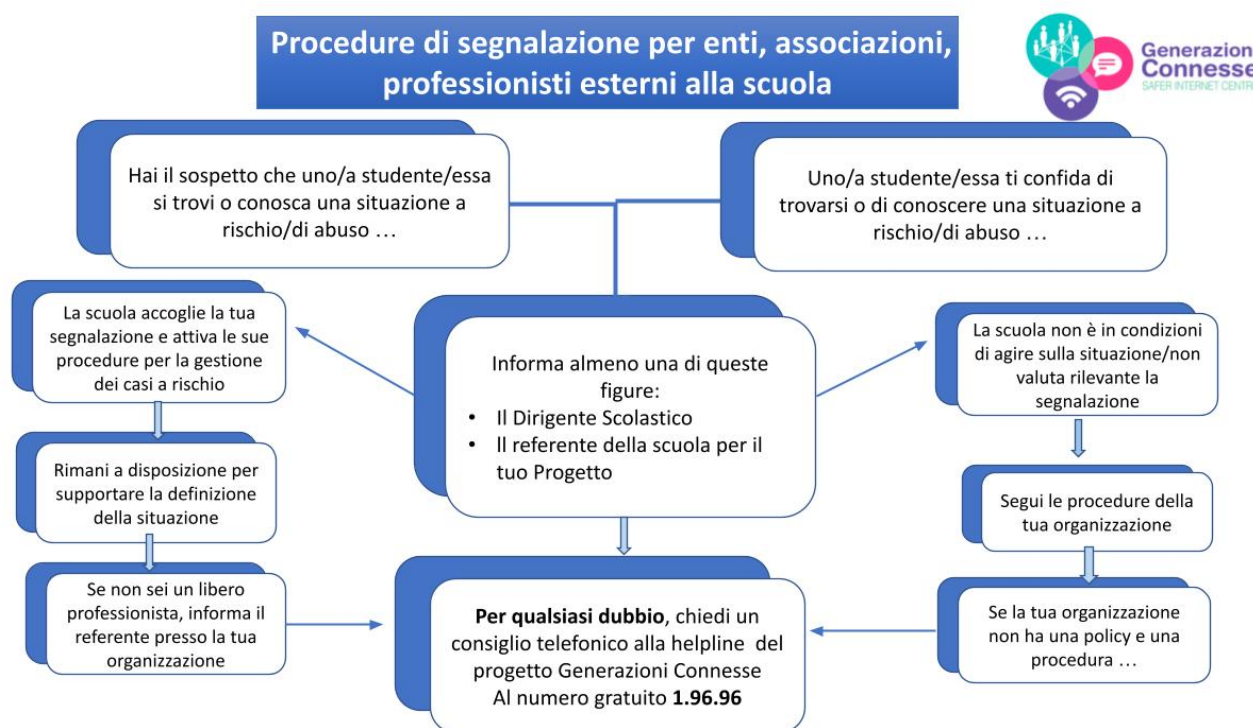 Procedure di segnalazione per enti, associazioni,
professionisti esterni alla scuola
Generazioni
Connesse
SAFER INTERNET CENTRE
Hai il sospetto che uno/a studente/essa
si trovi o conosca una situazione a
rischio/di abuso …
Uno/a studente/essa ti confida di
trovarsi o di conoscere una situazione a
rischio/di abuso …
La scuola accoglie la tua
segnalazione e attiva le sue
procedure per la gestione
dei casi a rischio
Informa almeno una di queste
figure:
• Il Dirigente Scolastico
• Il referente della scuola per il
tuo Progetto
La scuola non è in condizioni
di agire sulla situazione/non
valuta rilevante la
segnalazione
Rimani a disposizione per
supportare la definizione
della situazione
Segui le procedure della
tua organizzazione
Se non sei un libero
professionista, informa il
referente presso la tua
organizzazione
Per qualsiasi dubbio, chiedi un
consiglio telefonico alla helpline del
progetto Generazioni Connesse
Al numero gratuito 1.96.96
Se la tua organizzazione
non ha una policy e una
procedura …